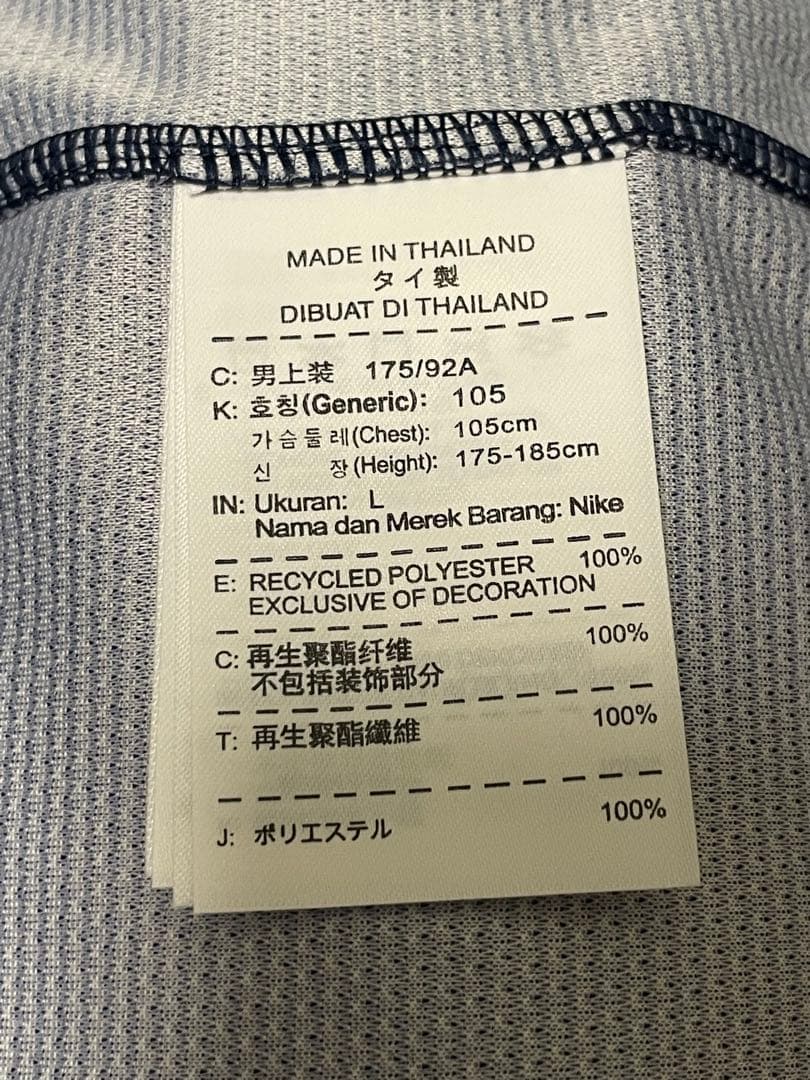 MADE IN THAILAND
タイ製
DIBUAT DI THAILAND
C: 男上装 175/92A
K: 호칭(Generic): 105
가슴둘레(Chest): 105cm
신 장(Height): 175-185cm
IN: Ukuran: L
Nama dan Merek Barang: Nike
E: RECYCLED POLYESTER 100%
EXCLUSIVE OF DECORATION
C: 再生聚酯纤维 100%
不包括装饰部分
T: 再生聚酯纖維 100%
J: ポリエステル 100%